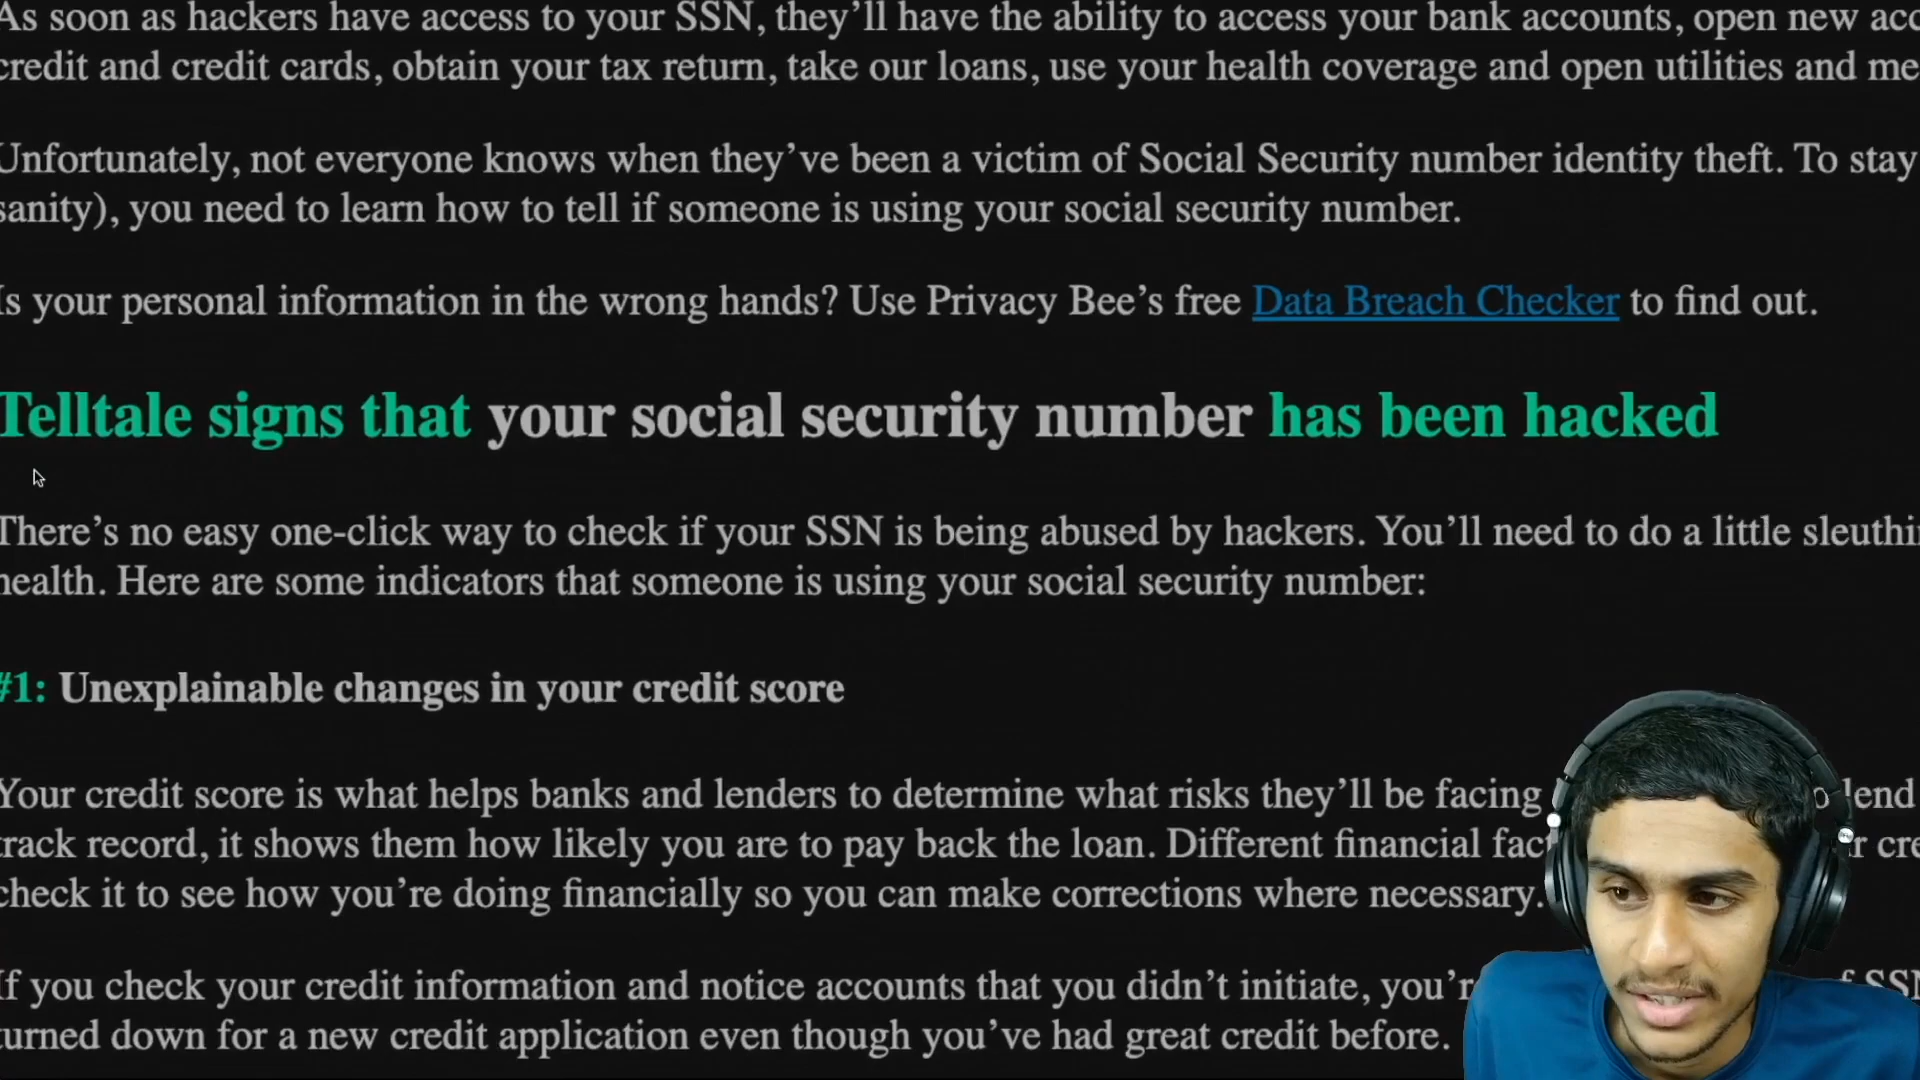 As soon as hackers have access to your SSN, they’ll have the ability to access your bank accounts, open new
credit and credit cards, obtain your tax return, take our loans, use your health coverage and open utilities and
Unfortunately, not everyone knows when they’ve been a victim of Social Security number identity theft. To stay
sanity), you need to learn how to tell if someone is using your social security number.
Is your personal information in the wrong hands? Use Privacy Bee’s free Data Breach Checker to find out.
Telltale signs that your social security number has been hacked
There’s no easy one-click way to check if your SSN is being abused by hackers. You’ll need to do a little
health. Here are some indicators that someone is using your social security number:
#1: Unexplainable changes in your credit score
Your credit score is what helps banks and lenders to determine what risks they’ll be facing lend
track record, it shows them how likely you are to pay back the loan. Different financial
check it to see how you’re doing financially so you can make corrections where necessary.
If you check your credit information and notice accounts that you didn’t initiate, SSN
turned down for a new credit application even though you’ve had great credit before.